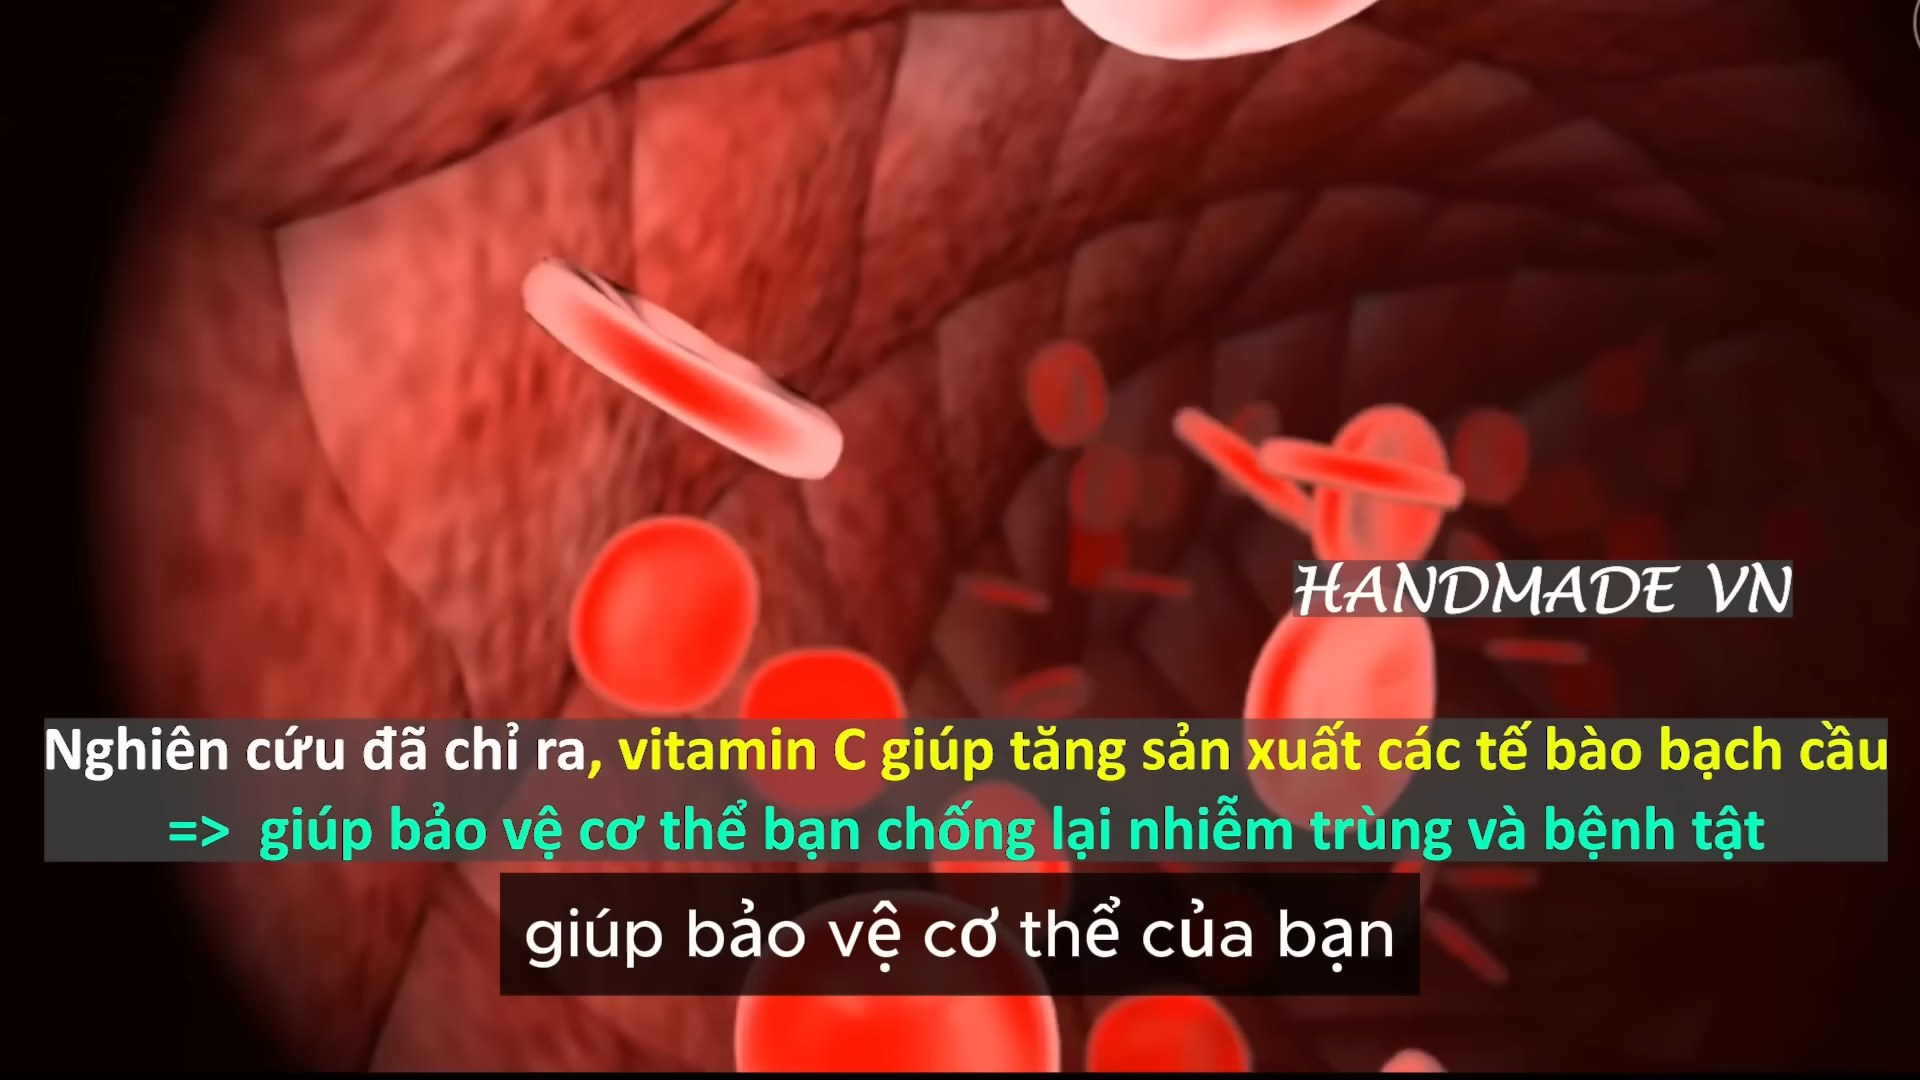 HANDMADE VN
Nghiên cứu đã chỉ ra, vitamin C giúp tăng sản xuất các tế bào bạch cầu
=> giúp bảo vệ cơ thể bạn chống lại nhiễm trùng và bệnh tật
giúp bảo vệ cơ thể của bạn